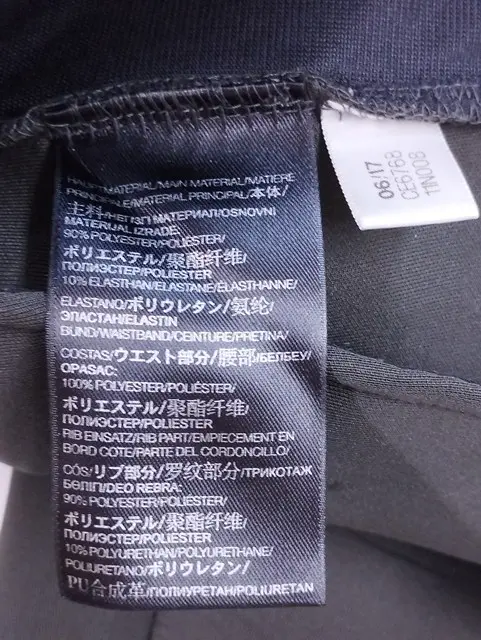 HAUPTMATERIAL/MAIN MATERIAL/MATIERE
PRINCIPALE/MATERIAL PRINCIPAL/本体/
主料/НЕГІЗГІ МАТЕРИАЛ/OSNOVNI
MATERIJAL IZRADE:
90% POLYESTER/POLIÉSTER/
ポリエステル/聚酯纤维/
ПОЛИЭСТЕР/POLIESTER
10% ELASTHAN/ELASTANE/ÉLASTHANNE/
ELASTANO/ポリウレタン/氨纶/
ЭЛАСТАН/ELASTIN
BUND/WAISTBAND/CEINTURE/PRETINA/
COSTAS/ウエスト部分/腰部/БЕЛБЕУ/
OPASAC:
100% POLYESTER/POLIÉSTER/
ポリエステル/聚酯纤维/
ПОЛИЭСТЕР/POLIESTER
RIB EINSATZ/RIB PART/EMPIECEMENT EN
BORD COTE/PARTE DEL CORDONCILLO/
CÓS/リブ部分/罗纹部分/ТРИКОТАЖ
БӨЛІГІ/DEO REBRA:
90% POLYESTER/POLIÉSTER/
ポリエステル/聚酯纤维/
ПОЛИЭСТЕР/POLIESTER
10% POLYURETHAN/POLYURETHANE/
POLIURETANO/ポリウレタン/
PU合成革/ПОЛИУРЕТАН/POLIURETAN
06/17
CE6768
TIN008